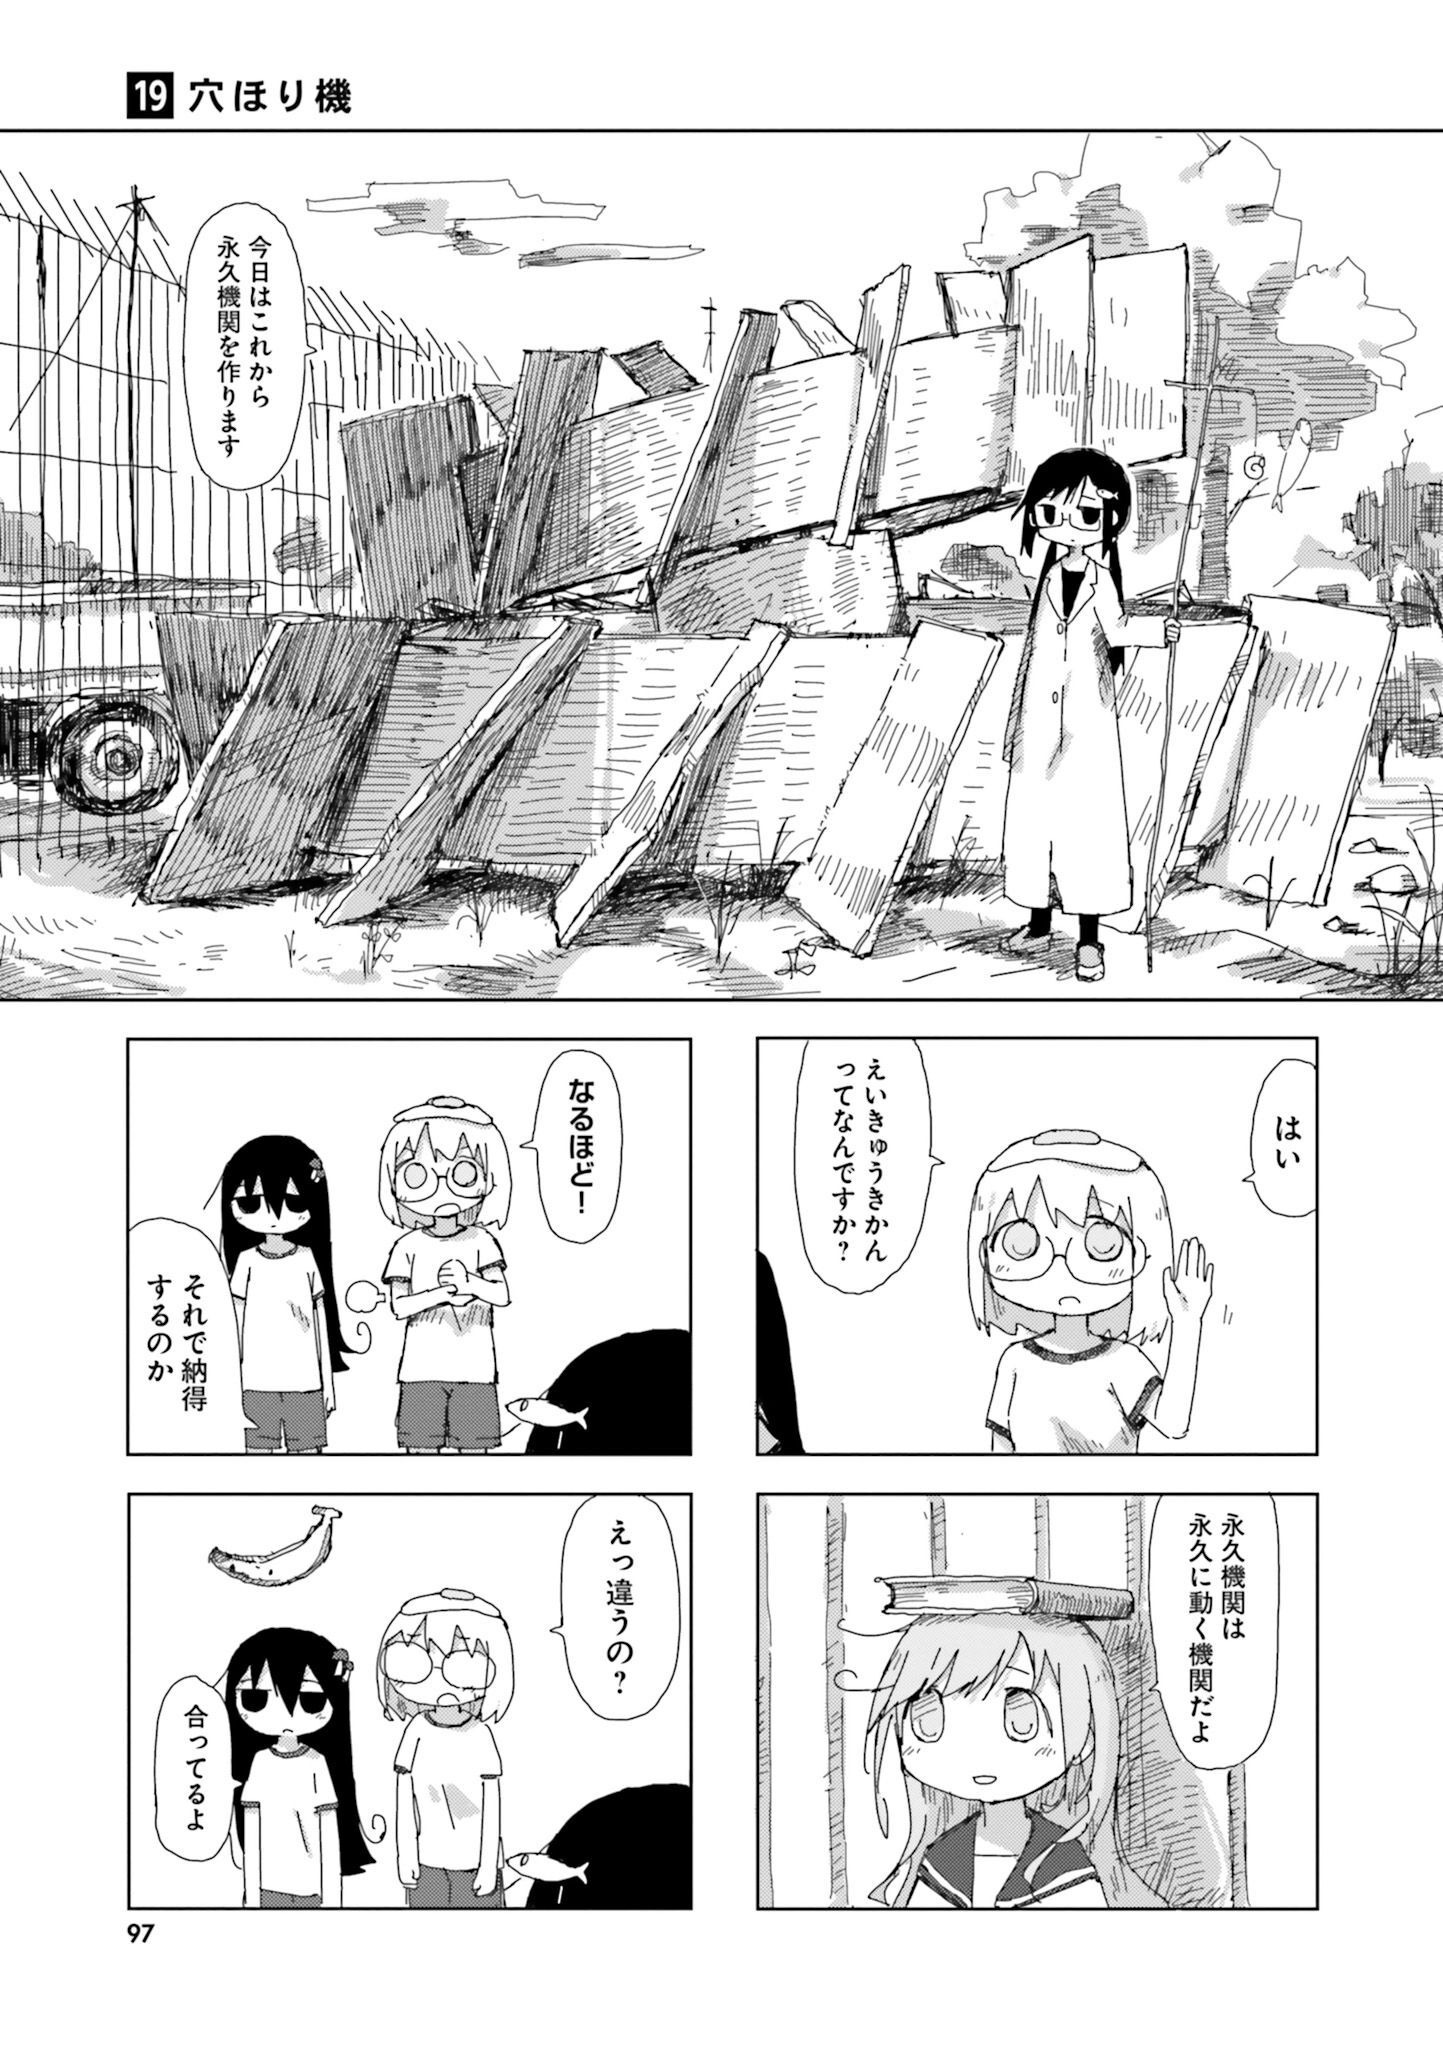 19 穴ほり機
今日はこれから
永久機関を作ります
はい
えいきゅうきかん
ってなんですか?
永久機関は
永久に動く機関だよ
なるほど!
それで納得
するのか
えっ違うの?
合ってるよ
97